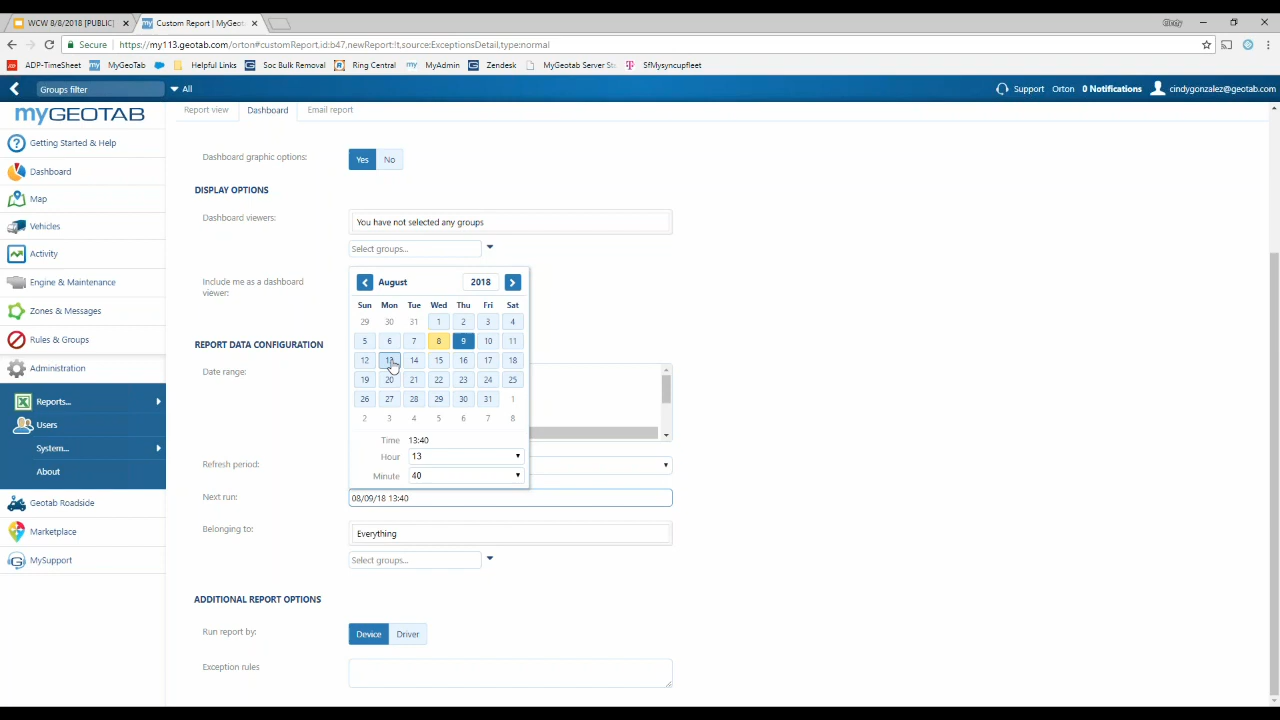 WCW 8/8/2018 [PUBLIC]
Custom Report | MyGeot
Cindy
Secure
https://my113.geotab.com/orton#customReport,id:b47,newReport:!t,source:ExceptionsDetail,type:normal
ADP-TimeSheet MyGeoTab Helpful Links Soc Bulk Removal Ring Central MyAdmin Zendesk MyGeotab Server St SfMysyncupfleet
Groups filter All Support Orton 0 Notifications cindygonzalez@geotab.com
myGEOTAB
Getting Started & Help
Dashboard
Map
Vehicles
Activity
Engine & Maintenance
Zones & Messages
Rules & Groups
Administration
Reports...
Users
System...
About
Geotab Roadside
Marketplace
MySupport
Report view Dashboard Email report
Dashboard graphic options: Yes No
DISPLAY OPTIONS
Dashboard viewers: You have not selected any groups
Select groups...
Include me as a dashboard
viewer:
August 2018
Sun Mon Tue Wed Thu Fri Sat
29 30 31 1 2 3 4
5 6 7 8 9 10 11
12 13 14 15 16 17 18
19 20 21 22 23 24 25
26 27 28 29 30 31 1
2 3 4 5 6 7 8
Time 13:40
Hour 13
Minute 40
REPORT DATA CONFIGURATION
Date range:
Refresh period:
Next run: 08/09/18 13:40
Belonging to: Everything
Select groups...
ADDITIONAL REPORT OPTIONS
Run report by: Device Driver
Exception rules